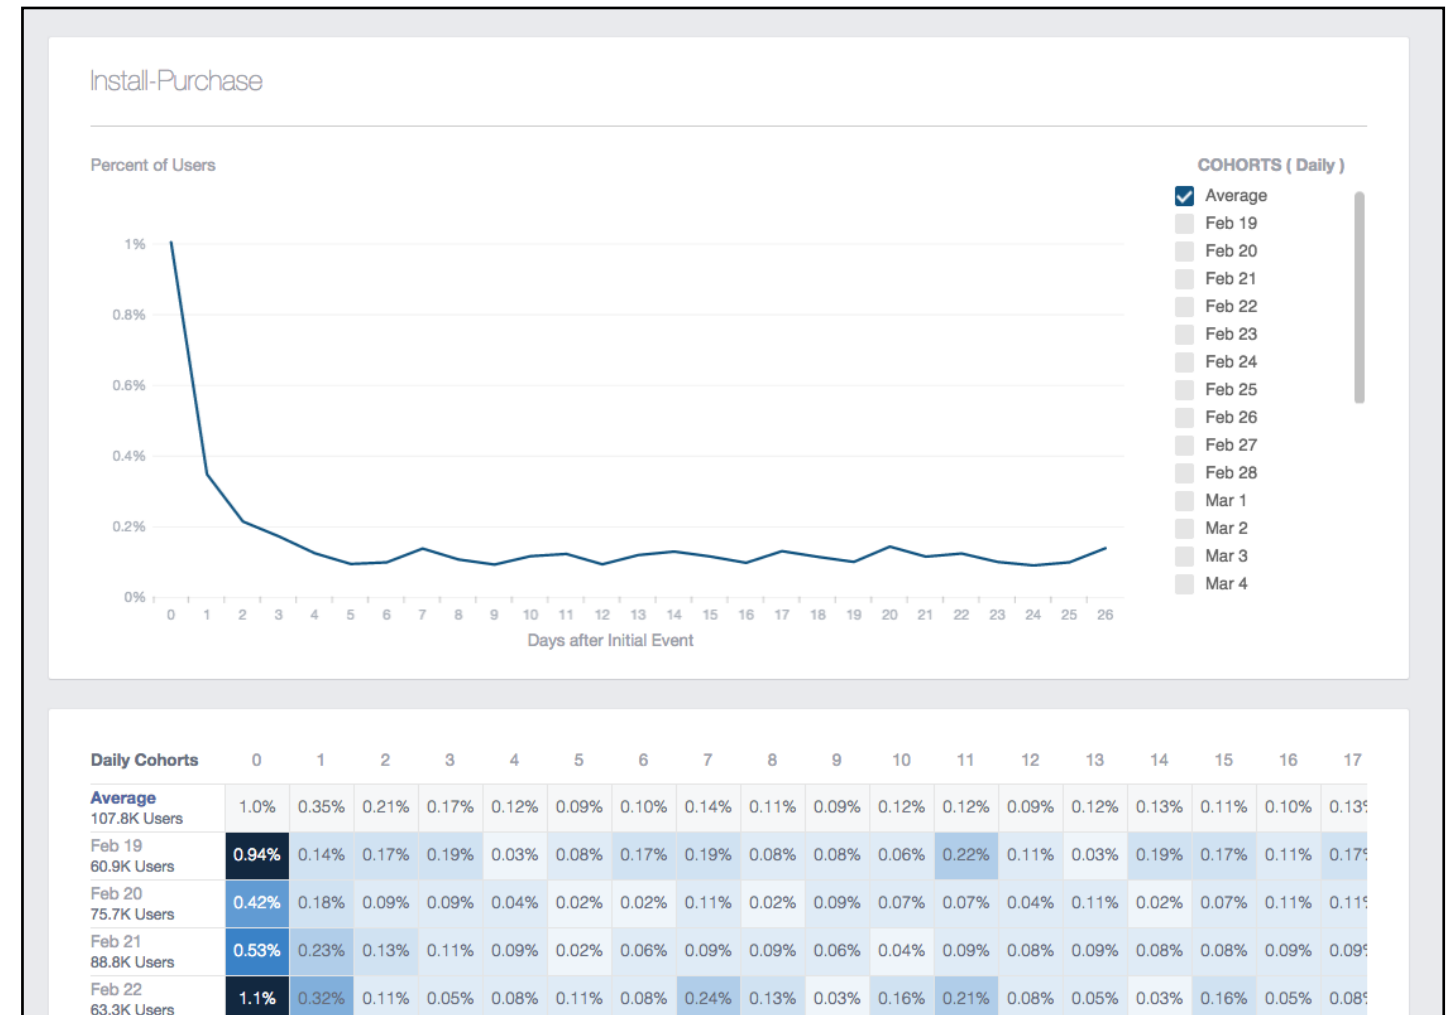 Install-Purchase
Percent of Users
COHORTS ( Daily )
Average
Feb 19
Feb 20
Feb 21
Feb 22
Feb 23
Feb 24
Feb 25
Feb 26
Feb 27
Feb 28
Mar 1
Mar 2
Mar 3
Mar 4
1%
0.8%
0.6%
0.4%
0.2%
0%
0 1 2 3 4 5 6 7 8 9 10 11 12 13 14 15 16 17 18 19 20 21 22 23 24 25 26
Days after Initial Event
Daily Cohorts 0 1 2 3 4 5 6 7 8 9 10 11 12 13 14 15 16 17
Average
107.8K Users
1.0% 0.35% 0.21% 0.17% 0.12% 0.09% 0.10% 0.14% 0.11% 0.09% 0.12% 0.12% 0.09% 0.12% 0.13% 0.11% 0.10% 0.13%
Feb 19
60.9K Users
0.94% 0.14% 0.17% 0.19% 0.03% 0.08% 0.17% 0.19% 0.08% 0.08% 0.06% 0.22% 0.11% 0.03% 0.19% 0.17% 0.11% 0.17%
Feb 20
75.7K Users
0.42% 0.18% 0.09% 0.09% 0.04% 0.02% 0.02% 0.11% 0.02% 0.09% 0.07% 0.07% 0.04% 0.11% 0.02% 0.07% 0.11% 0.11%
Feb 21
88.8K Users
0.53% 0.23% 0.13% 0.11% 0.09% 0.02% 0.06% 0.09% 0.09% 0.06% 0.04% 0.09% 0.08% 0.09% 0.08% 0.08% 0.09% 0.09%
Feb 22
63.3K Users
1.1% 0.32% 0.11% 0.05% 0.08% 0.11% 0.08% 0.24% 0.13% 0.03% 0.16% 0.21% 0.08% 0.05% 0.03% 0.16% 0.05% 0.08%